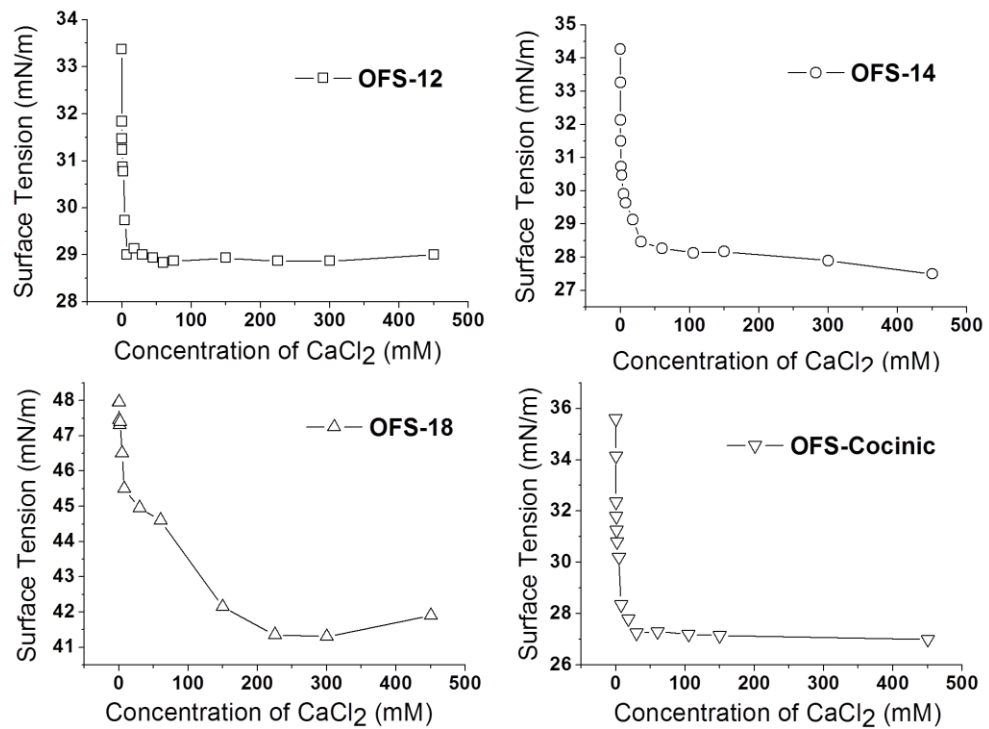 34
33
32
31
30
29
28
Surface Tension (mN/m)
OFS-12
0 100 200 300 400 500
Concentration of CaCl2 (mM)
35
34
33
32
31
30
29
28
27
Surface Tension (mN/m)
OFS-14
0 100 200 300 400 500
Concentration of CaCl2 (mM)
48
47
46
45
44
43
42
41
Surface Tension (mN/m)
OFS-18
0 100 200 300 400 500
Concentration of CaCl2 (mM)
36
34
32
30
28
26
Surface Tension (mN/m)
OFS-Cocinic
0 100 200 300 400 500
Concentration of CaCl2 (mM)